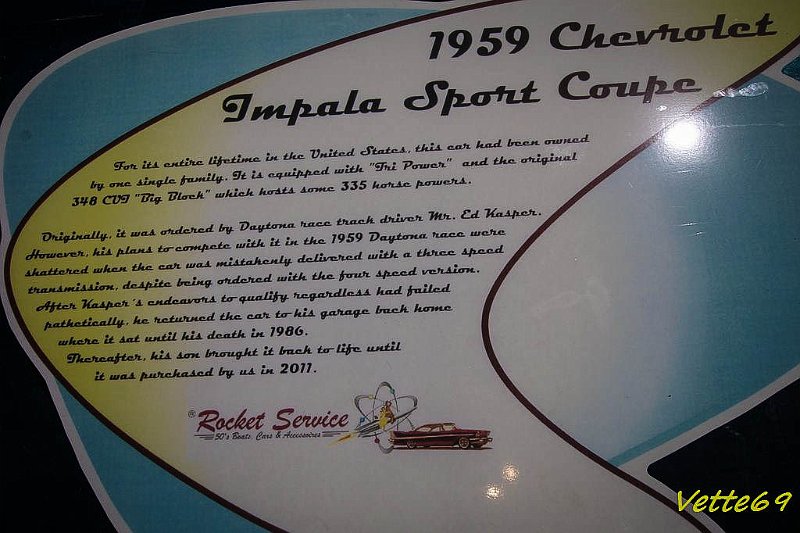 1959 Chevrolet
Impala Sport Coupe
For its entire lifetime in the United States, this car had been owned
by one single family. It is equipped with "Tri Power" and the original
348 CUI "Big Block" which hosts some 335 horse powers.
Originally, it was ordered by Daytona race track driver Mr. Ed Kasper.
However, his plans to compete with it in the 1959 Daytona race were
shattered when the car was mistakenly delivered with a three speed
transmission, despite being ordered with the four speed version.
After Kasper's endeavors to qualify regardless had failed
pathetically, he returned the car to his garage back home
where it sat until his death in 1986.
Thereafter, his son brought it back to life until
it was purchased by us in 2011.
® Rocket Service
50's Boats, Cars & Accessoires
Vette69